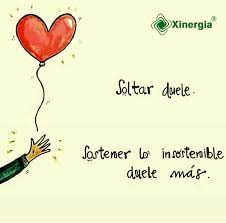 Xinergia®
Soltar duele.
Sostener lo insostenible
duele más.